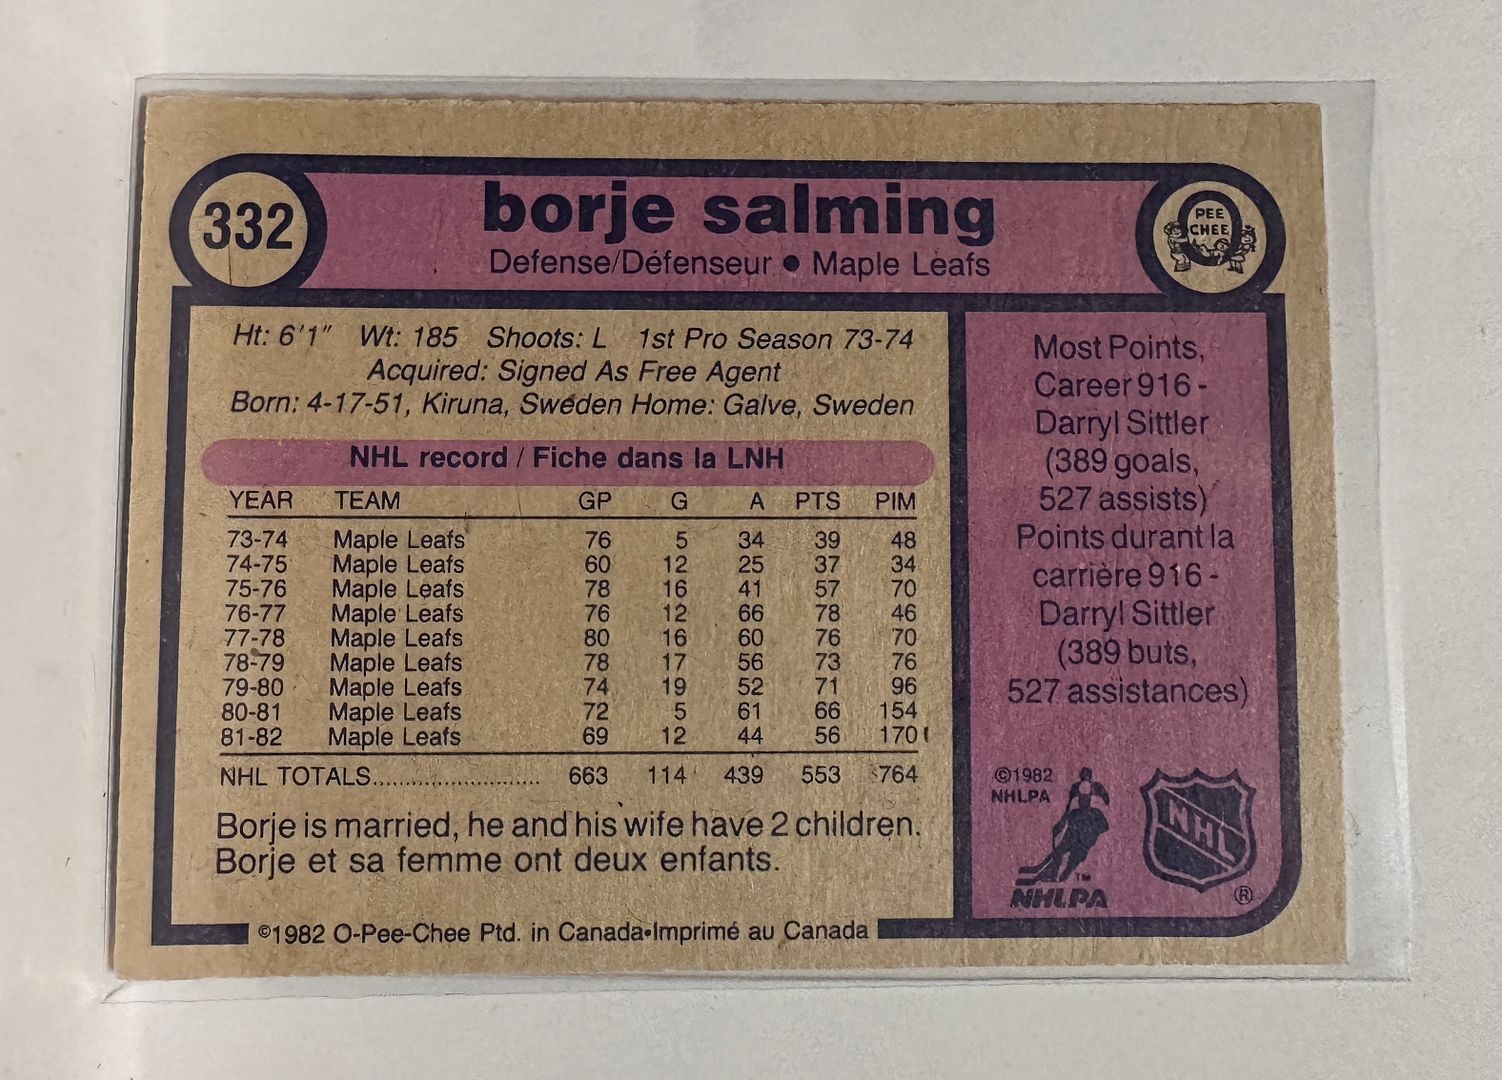 332
borje salming
Defense/Défenseur ● Maple Leafs
O
PEE
CHEE
Ht: 6'1" Wt: 185 Shoots: L 1st Pro Season 73-74
Acquired: Signed As Free Agent
Born: 4-17-51, Kiruna, Sweden Home: Galve, Sweden
NHL record / Fiche dans la LNH
YEAR TEAM GP G A PTS PIM
73-74 Maple Leafs 76 5 34 39 48
74-75 Maple Leafs 60 12 25 37 34
75-76 Maple Leafs 78 16 41 57 70
76-77 Maple Leafs 76 12 66 78 46
77-78 Maple Leafs 80 16 60 76 70
78-79 Maple Leafs 78 17 56 73 76
79-80 Maple Leafs 74 19 52 71 96
80-81 Maple Leafs 72 5 61 66 154
81-82 Maple Leafs 69 12 44 56 170
NHL TOTALS........................ 663 114 439 553 764
Borje is married, he and his wife have 2 children.
Borje et sa femme ont deux enfants.
©1982 O-Pee-Chee Ptd. in Canada•Imprimé au Canada
Most Points,
Career 916 -
Darryl Sittler
(389 goals,
527 assists)
Points durant la
carrière 916 -
Darryl Sittler
(389 buts,
527 assistances)
©1982
NHLPA
TM
NHLPA
NHL
®